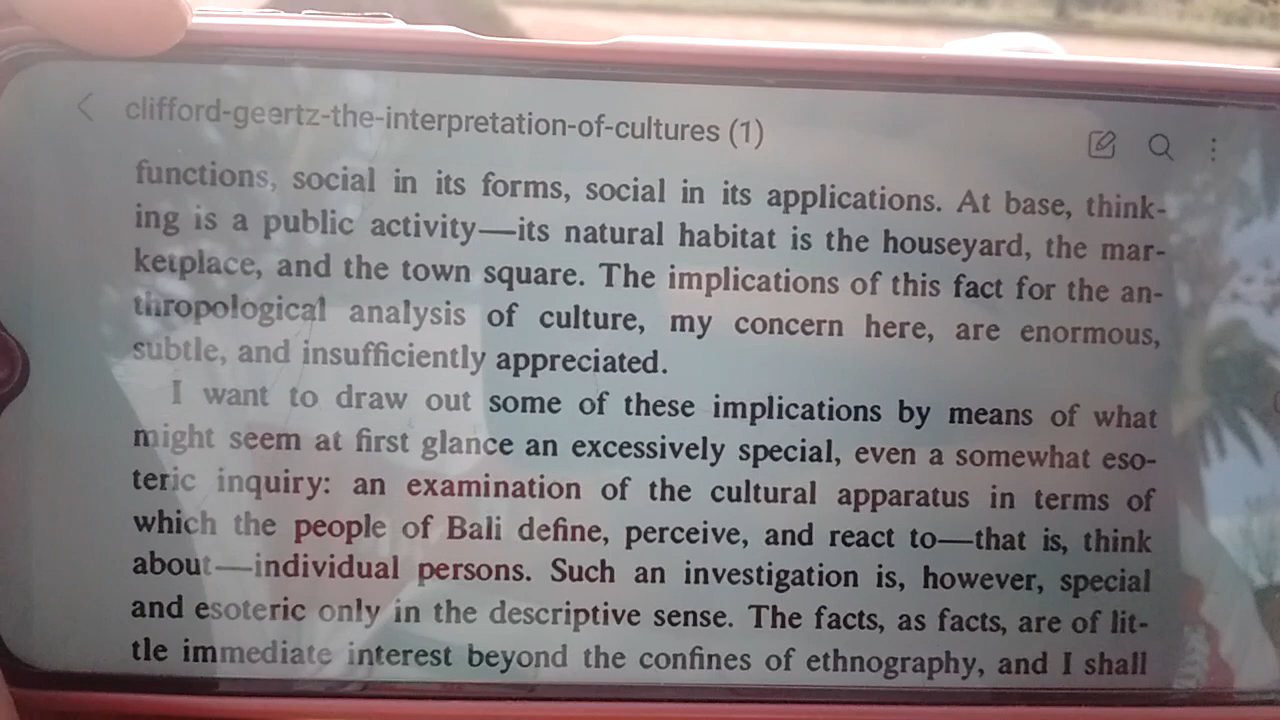 clifford-geertz-the-interpretation-of-cultures (1)
functions, social in its forms, social in its applications. At base, think-
ing is a public activity—its natural habitat is the houseyard, the mar-
ketplace, and the town square. The implications of this fact for the an-
thropological analysis of culture, my concern here, are enormous,
subtle, and insufficiently appreciated.
I want to draw out some of these implications by means of what
might seem at first glance an excessively special, even a somewhat eso-
teric inquiry: an examination of the cultural apparatus in terms of
which the people of Bali define, perceive, and react to—that is, think
about—individual persons. Such an investigation is, however, special
and esoteric only in the descriptive sense. The facts, as facts, are of lit-
tle immediate interest beyond the confines of ethnography, and I shall